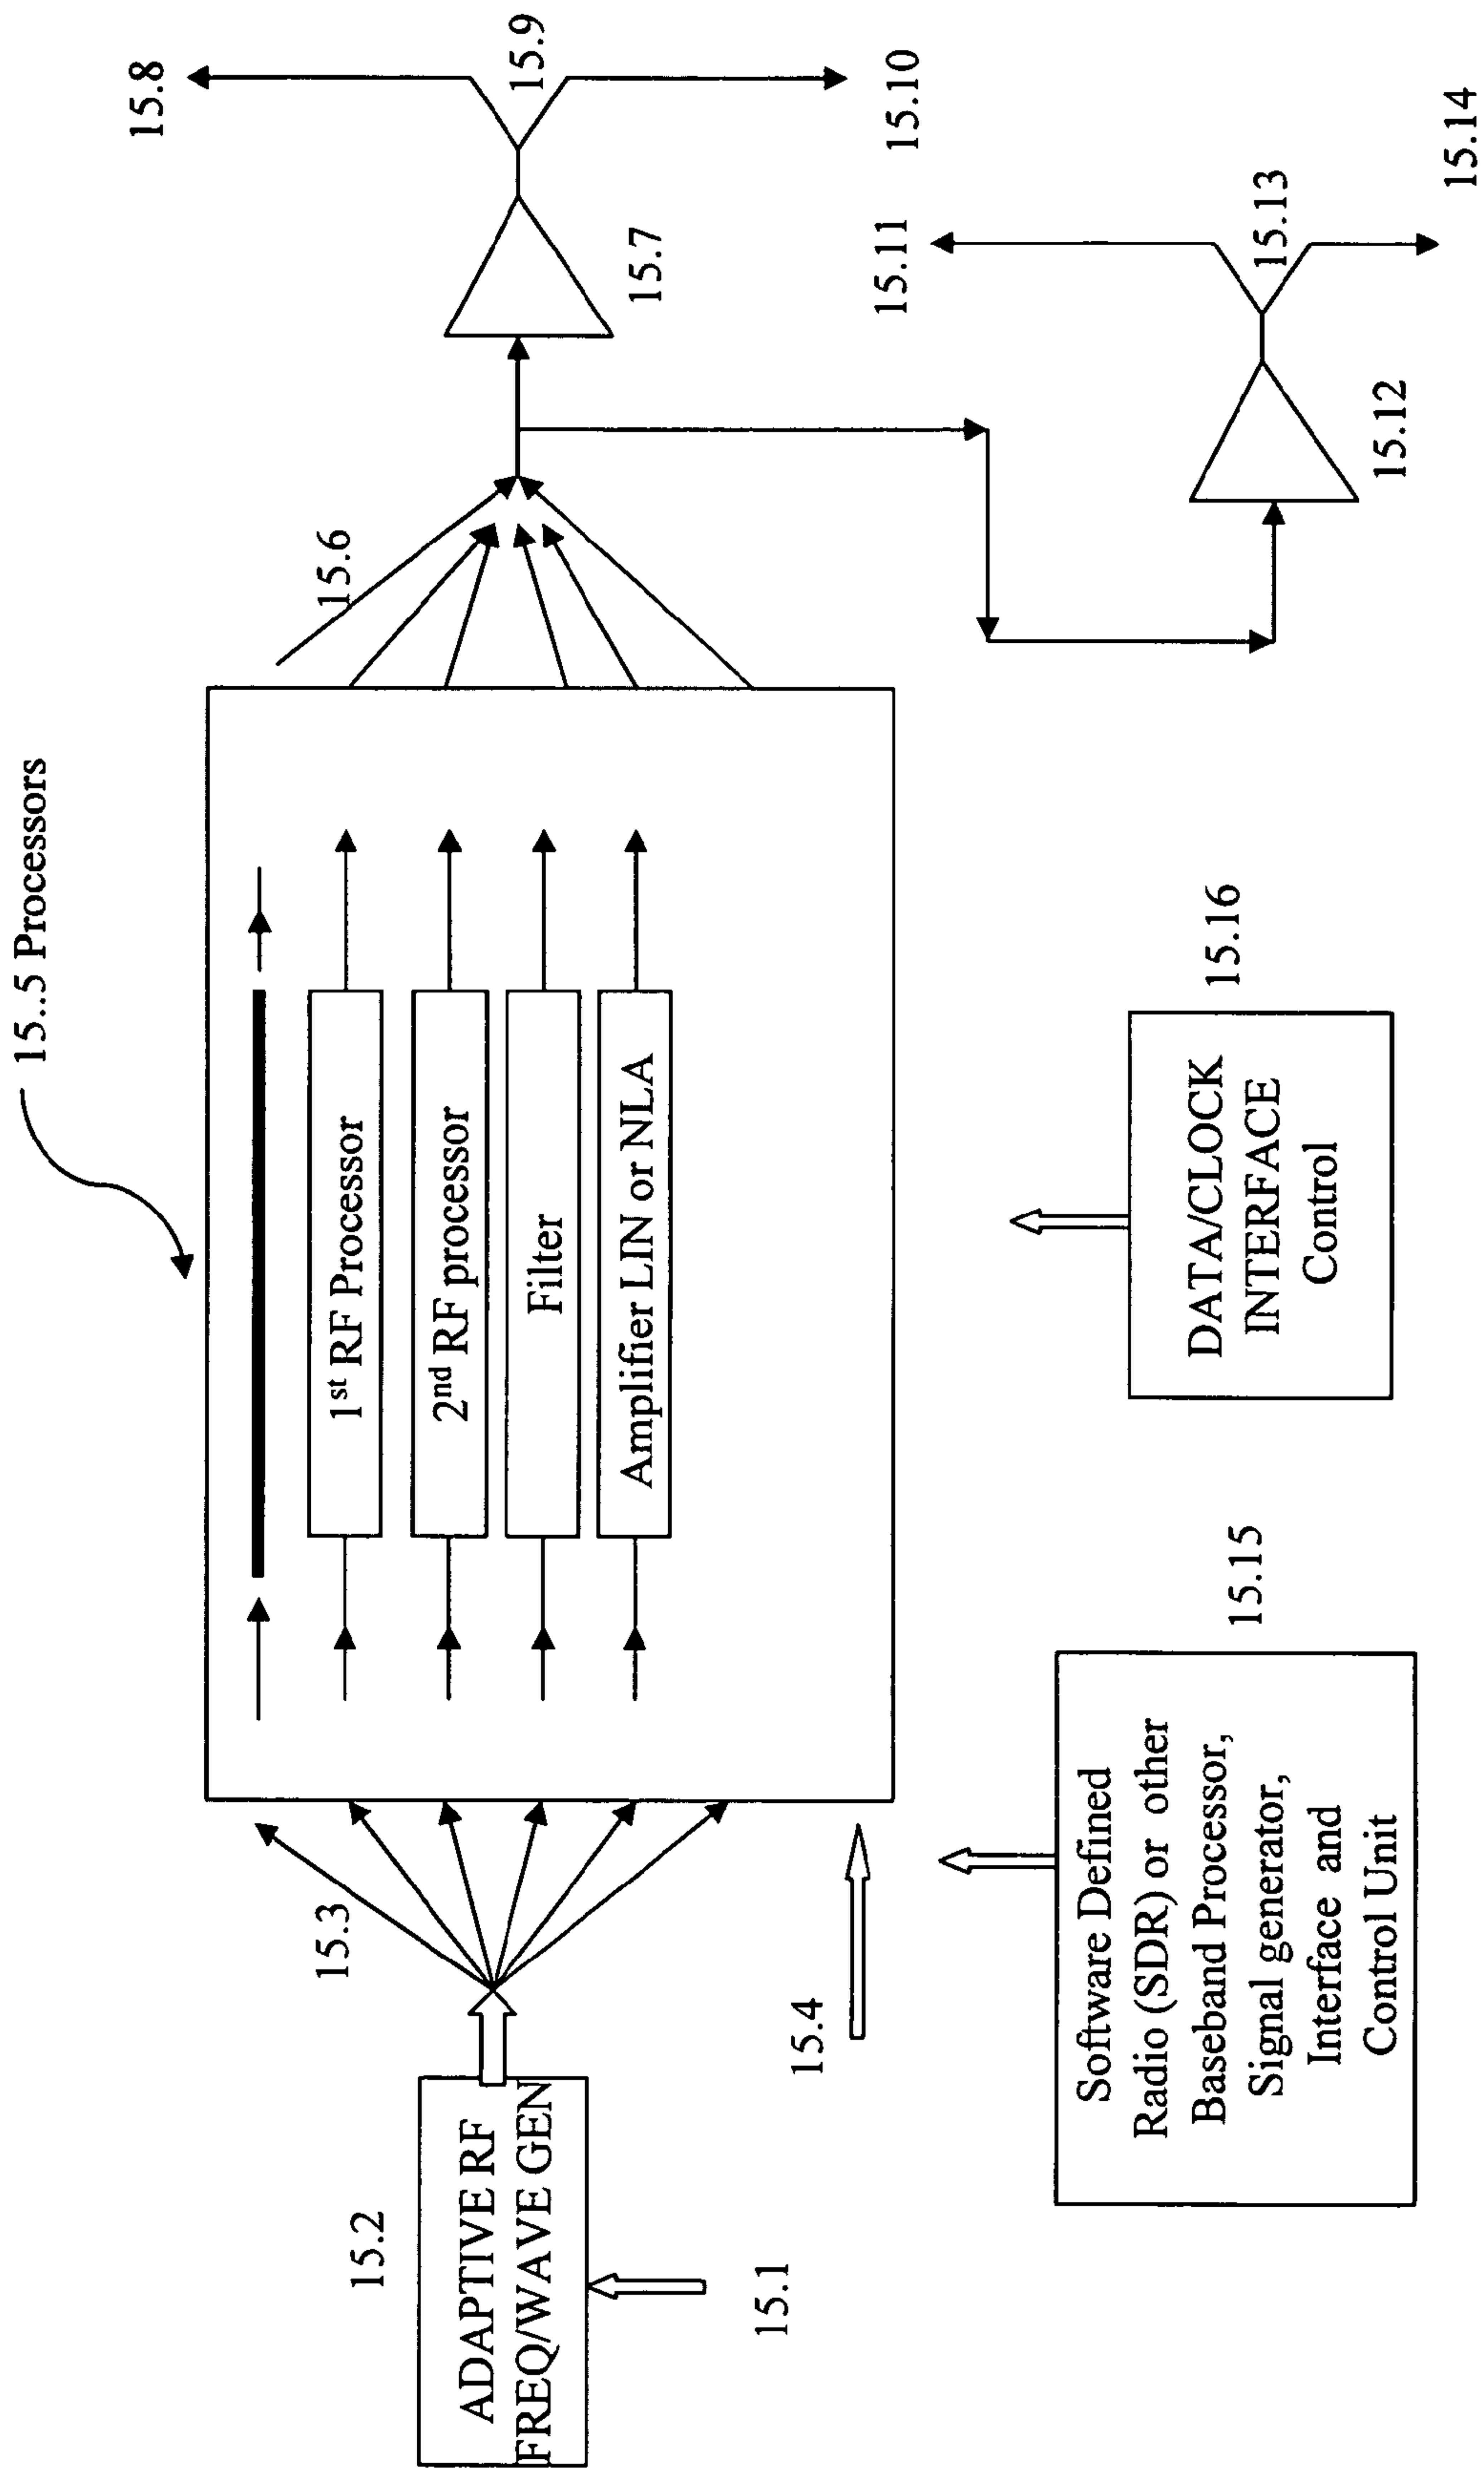 15..5 Processors
15.2
ADAPTIVE RF
FREQ/WAVE GEN
15.1
15.3
15.4
1st RF Processor
2nd RF processor
Filter
Amplifier LIN or NLA
15.6
15.7
15.8
15.9
15.10
15.11
15.12
15.13
15.14
Software Defined
Radio (SDR) or other
Baseband Processor,
Signal generator,
Interface and
Control Unit
15.15
DATA/CLOCK
INTERFACE
Control
15.16